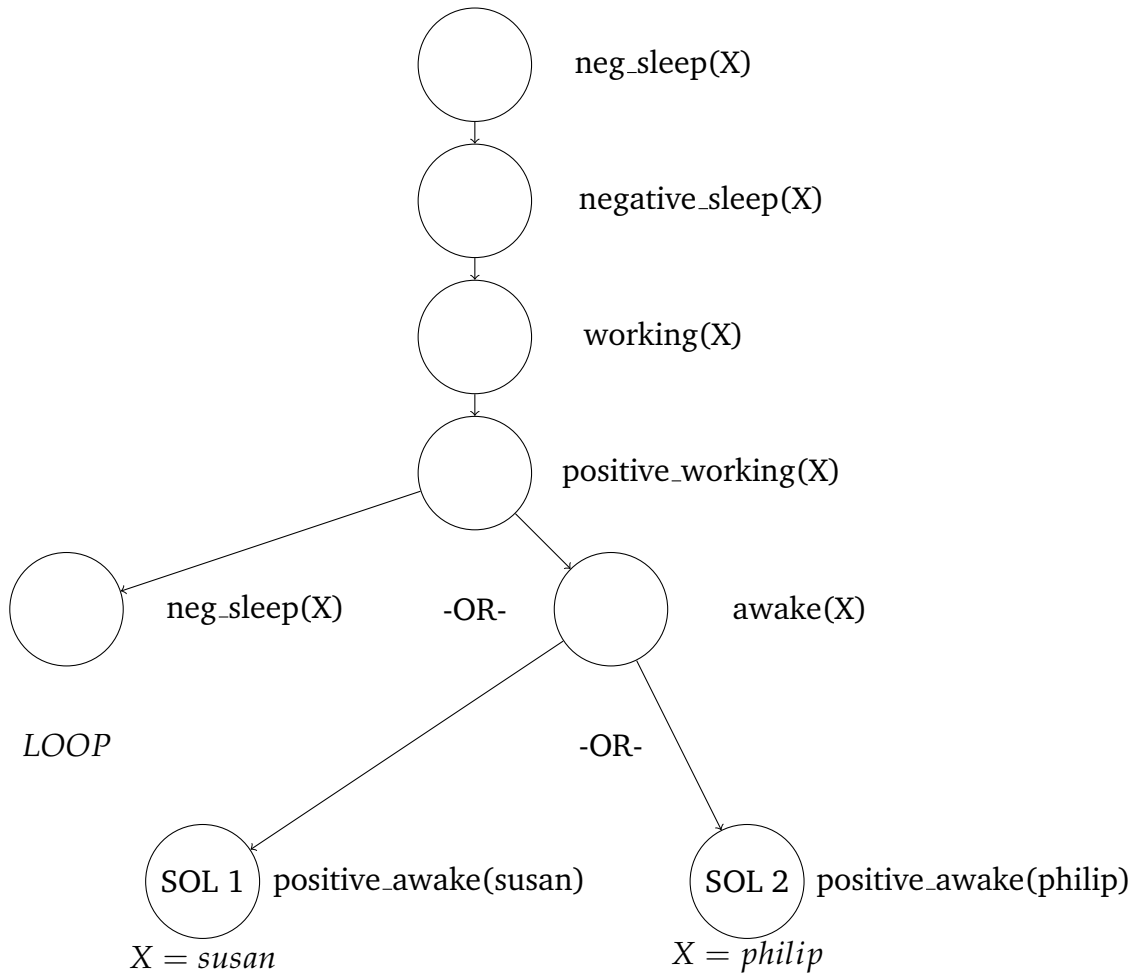 neg_sleep(X)
negative_sleep(X)
working(X)
positive_working(X)
neg_sleep(X)
-OR-
awake(X)
LOOP
-OR-
SOL 1
positive_awake(susan)
SOL 2
positive_awake(philip)
X = susan
X = philip